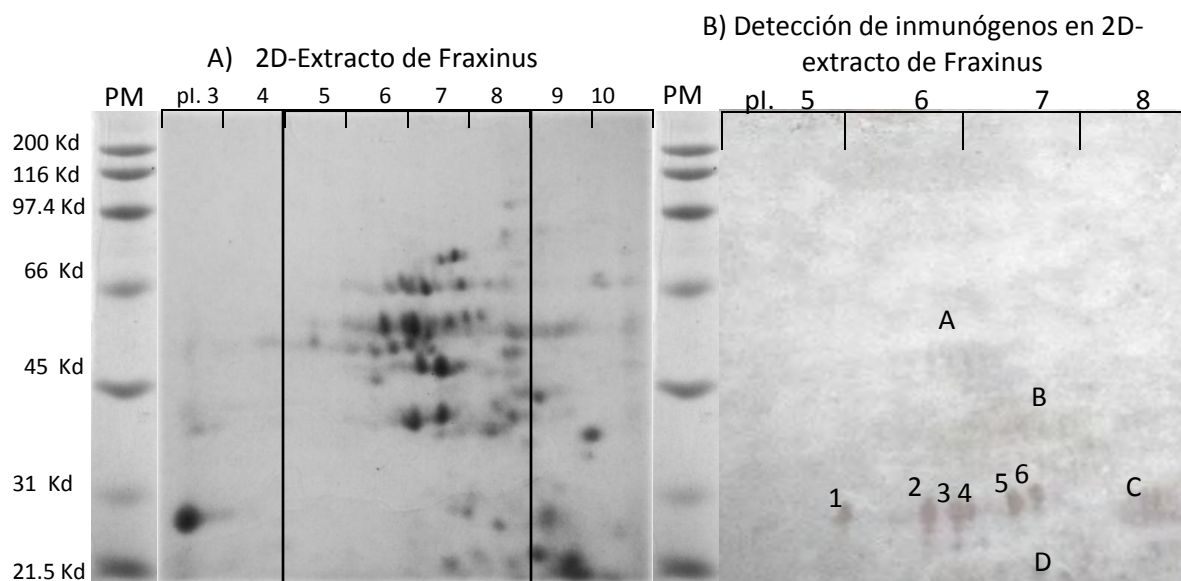 A) 2D-Extracto de Fraxinus
B) Detección de inmunógenos en 2D-
extracto de Fraxinus
PM
pI. 3 4 5 6 7 8 9 10
PM
pI. 5 6 7 8
200 Kd
116 Kd
97.4 Kd
66 Kd
45 Kd
31 Kd
21.5 Kd
A
B
C
1 2 3 4 5 6
D